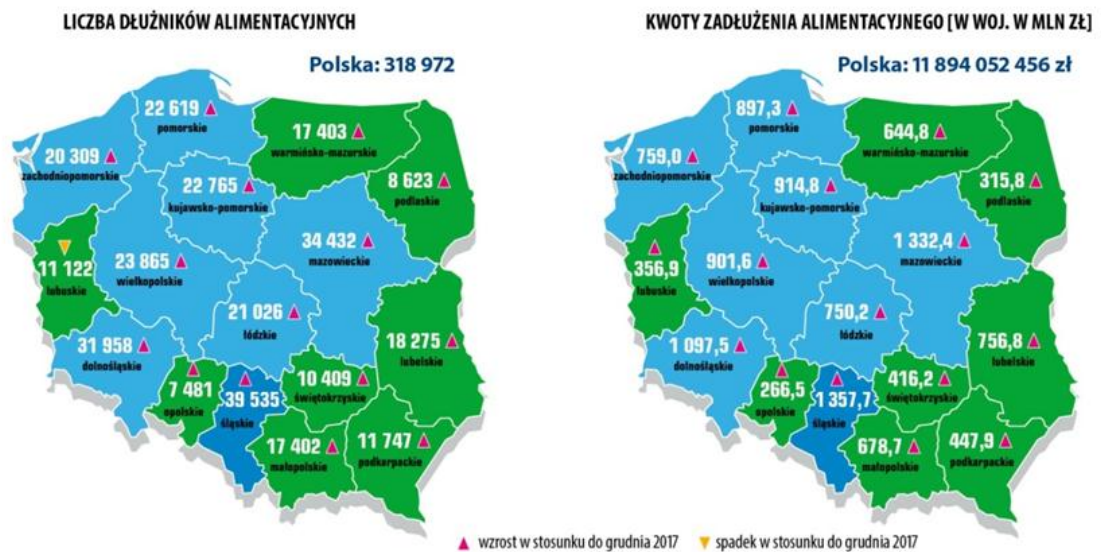 LICZBA DŁUŻNIKÓW ALIMENTACYJNYCH
Polska: 318 972
22 619
pomorskie
17 403
warmińsko-mazurskie
20 309
zachodniopomorskie
8 623
podlaskie
22 765
kujawsko-pomorskie
34 432
mazowieckie
11 122
lubuskie
23 865
wielkopolskie
21 026
łódzkie
18 275
lubelskie
31 958
dolnośląskie
7 481
opolskie
39 535
śląskie
10 409
świętokrzyskie
17 402
małopolskie
11 747
podkarpackie
KWOTY ZADŁUŻENIA ALIMENTACYJNEGO [W WOJ. W MLN ZŁ]
Polska: 11 894 052 456 zł
897,3
pomorskie
644,8
warmińsko-mazurskie
759,0
zachodniopomorskie
315,8
podlaskie
914,8
kujawsko-pomorskie
1 332,4
mazowieckie
356,9
lubuskie
901,6
wielkopolskie
750,2
łódzkie
756,8
lubelskie
1 097,5
dolnośląskie
266,5
opolskie
1 357,7
śląskie
416,2
świętokrzyskie
678,7
małopolskie
447,9
podkarpackie
▲ wzrost w stosunku do grudnia 2017 ▼ spadek w stosunku do grudnia 2017